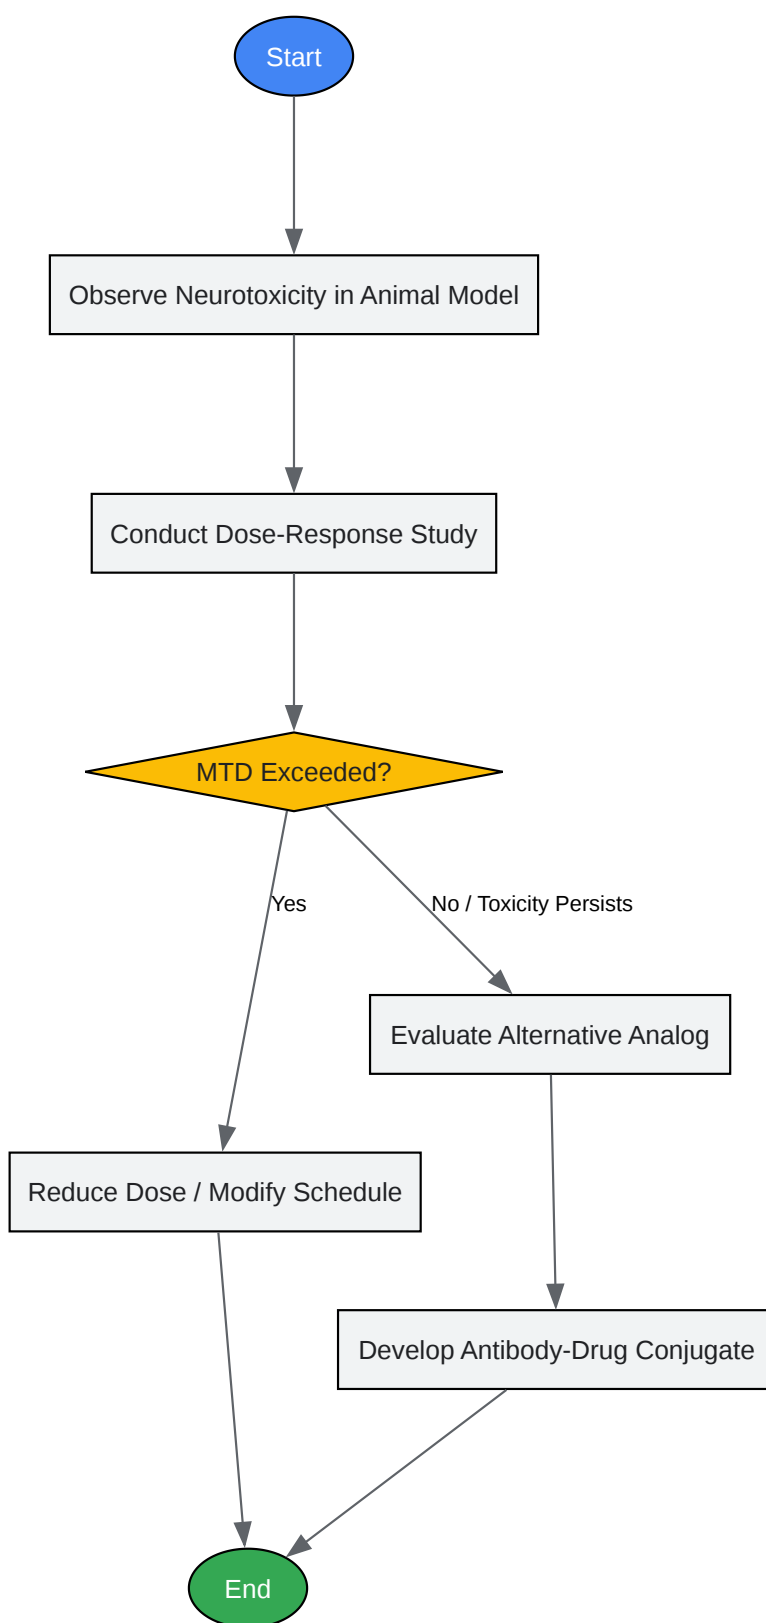 Start
Observe Neurotoxicity in Animal Model
Conduct Dose-Response Study
MTD Exceeded?
Yes
No / Toxicity Persists
Evaluate Alternative Analog
Reduce Dose / Modify Schedule
Develop Antibody-Drug Conjugate
End